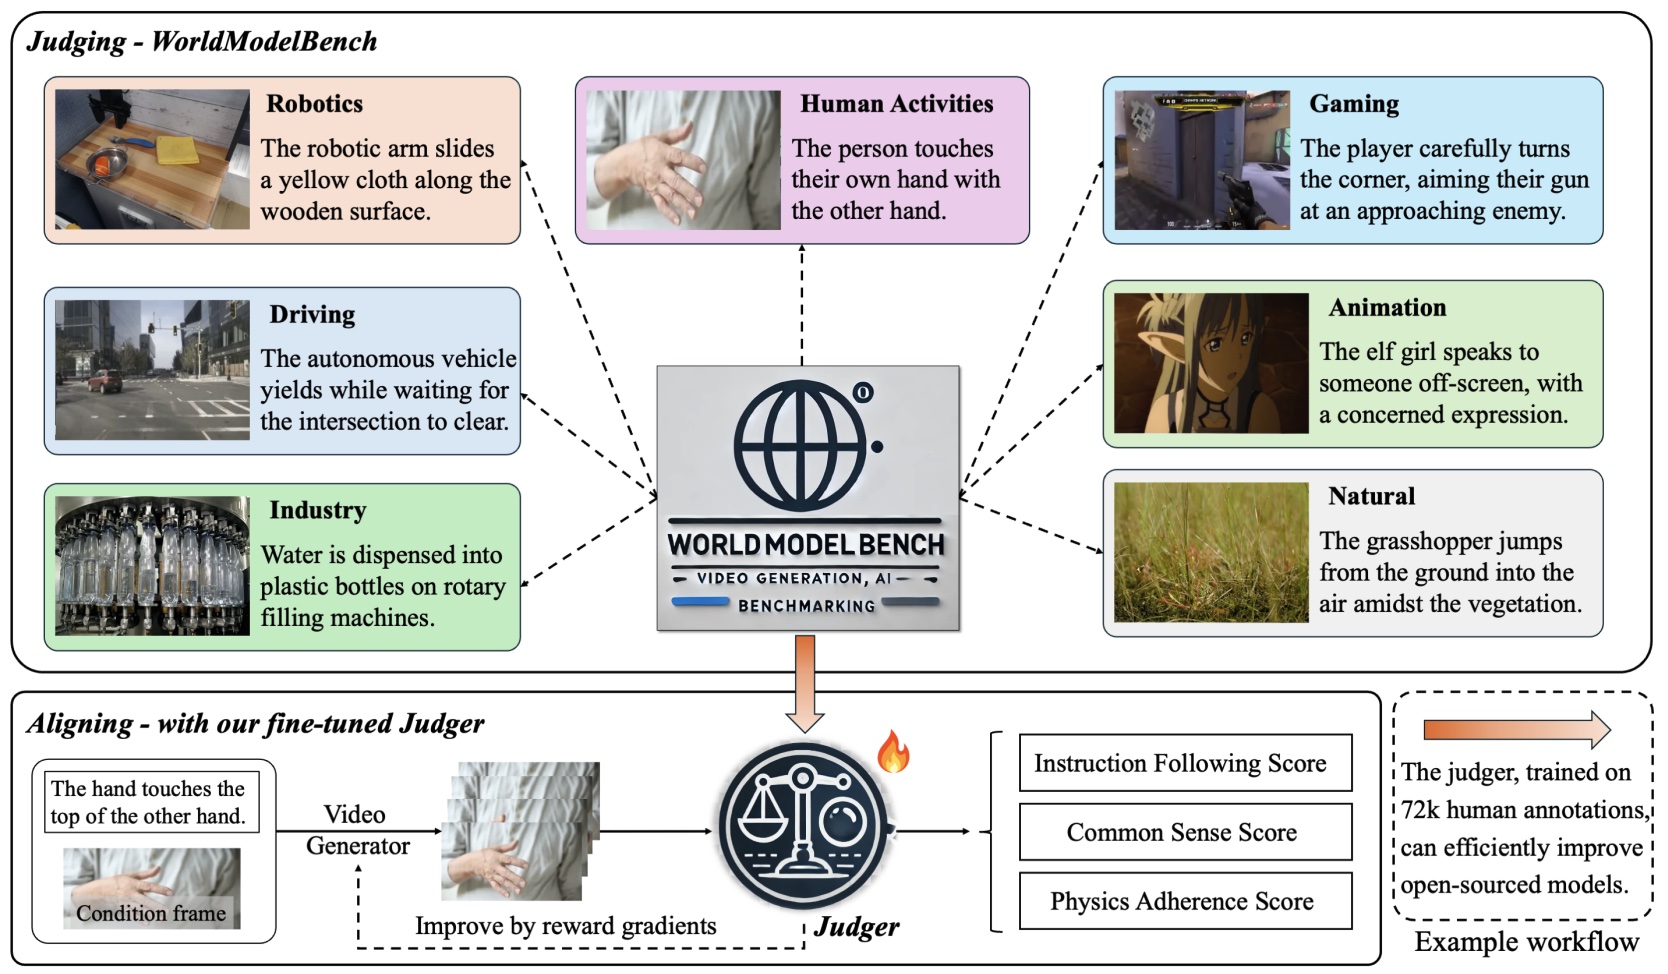 Judging - WorldModelBench
Robotics
The robotic arm slides
a yellow cloth along the
wooden surface.
Human Activities
The person touches
their own hand with
the other hand.
Gaming
The player carefully turns
the corner, aiming their gun
at an approaching enemy.
Driving
The autonomous vehicle
yields while waiting for
the intersection to clear.
Animation
The elf girl speaks to
someone off-screen, with
a concerned expression.
Industry
Water is dispensed into
plastic bottles on rotary
filling machines.
Natural
The grasshopper jumps
from the ground into the
air amidst the vegetation.
WORLD MODEL BENCH
VIDEO GENERATION, AI
BENCHMARKING
Aligning - with our fine-tuned Judger
The hand touches the
top of the other hand.
Condition frame
Video
Generator
Improve by reward gradients
Judger
Instruction Following Score
Common Sense Score
Physics Adherence Score
The judger, trained on
72k human annotations,
can efficiently improve
open-sourced models.
Example workflow